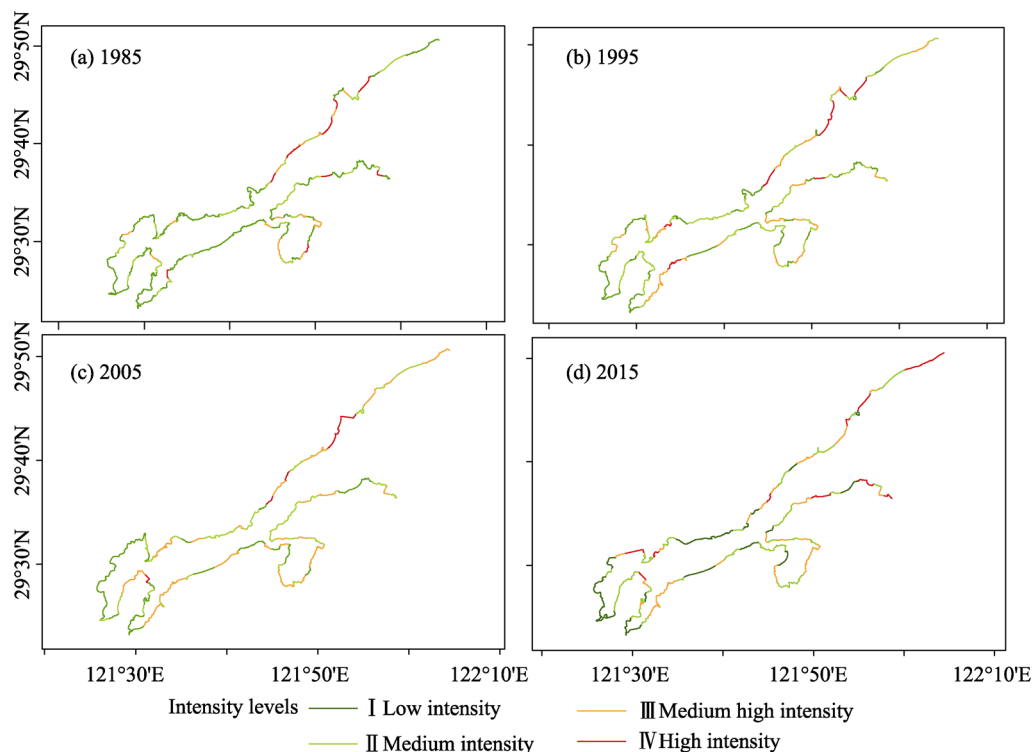 (a) 1985
(b) 1995
29°50'N
29°40'N
29°30'N
(c) 2005
(d) 2015
29°50'N
29°40'N
29°30'N
121°30'E
121°50'E
122°10'E
121°30'E
121°50'E
122°10'E
Intensity levels
Ⅰ Low intensity
Ⅲ Medium high intensity
Ⅱ Medium intensity
Ⅳ High intensity